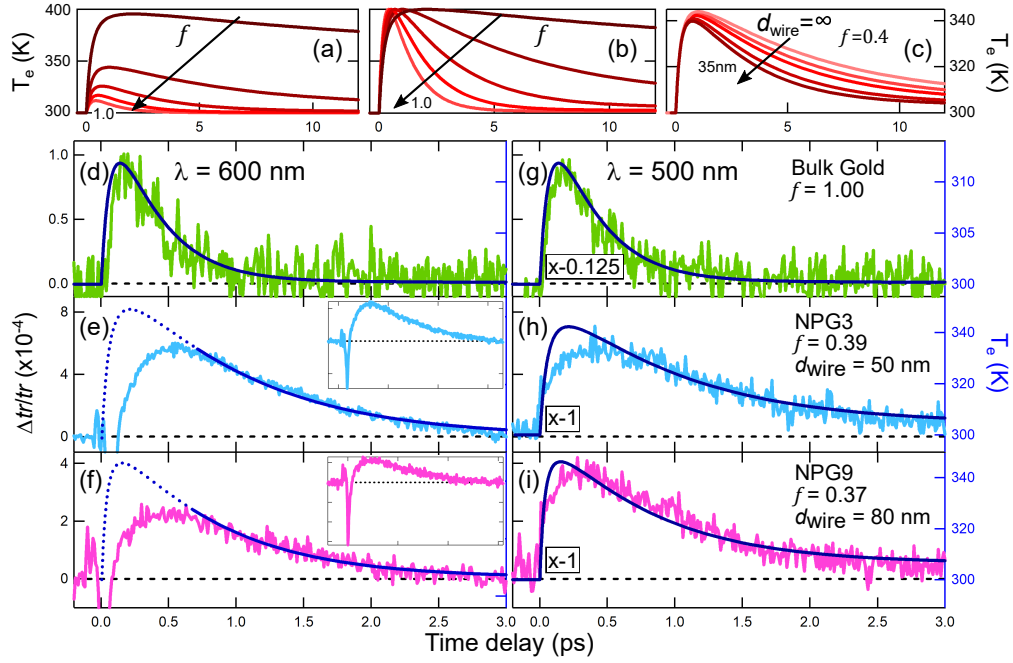 400
350
300
T_e (K)
f
(a)
1.0
0
5
10
f
(b)
1.0
0
5
10
d_wire=∞
f=0.4
(c)
35nm
0
5
10
340
320
300
T_e (K)
(d)
λ = 600 nm
1.0
0.5
0.0
(g)
λ = 500 nm
Bulk Gold
f = 1.00
x-0.125
310
305
300
(e)
8
4
0
Δtr/tr (x10⁻⁴)
(h)
NPG3
f = 0.39
d_wire = 50 nm
x-1
340
320
300
T_e (K)
(f)
4
2
0
(i)
NPG9
f = 0.37
d_wire = 80 nm
x-1
340
320
300
0.0
0.5
1.0
1.5
2.0
2.5
3.0
0.0
0.5
1.0
1.5
2.0
2.5
3.0
Time delay (ps)